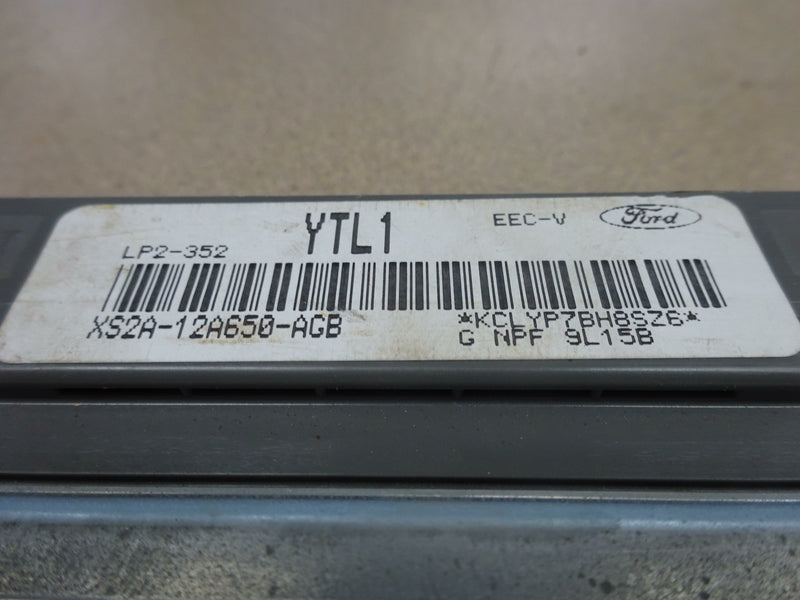 YTL1
EEC-V
Ford
LP2-352
XS2A-12A650-AGB
*KCLYP7BH8SZ6*
G NPF 9L15B